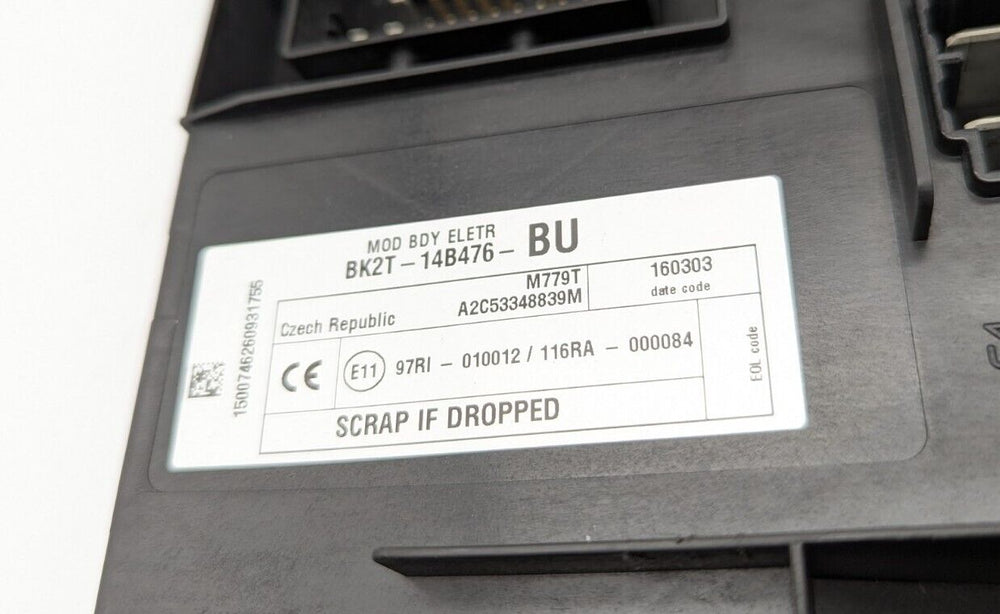 MOD BDY ELETR
BK2T-14B476- BU
M779T
Czech Republic A2C53348839M
160303
date code
CE E11 97RI - 010012 / 116RA - 000084
EOL code
SCRAP IF DROPPED
1500746260931755